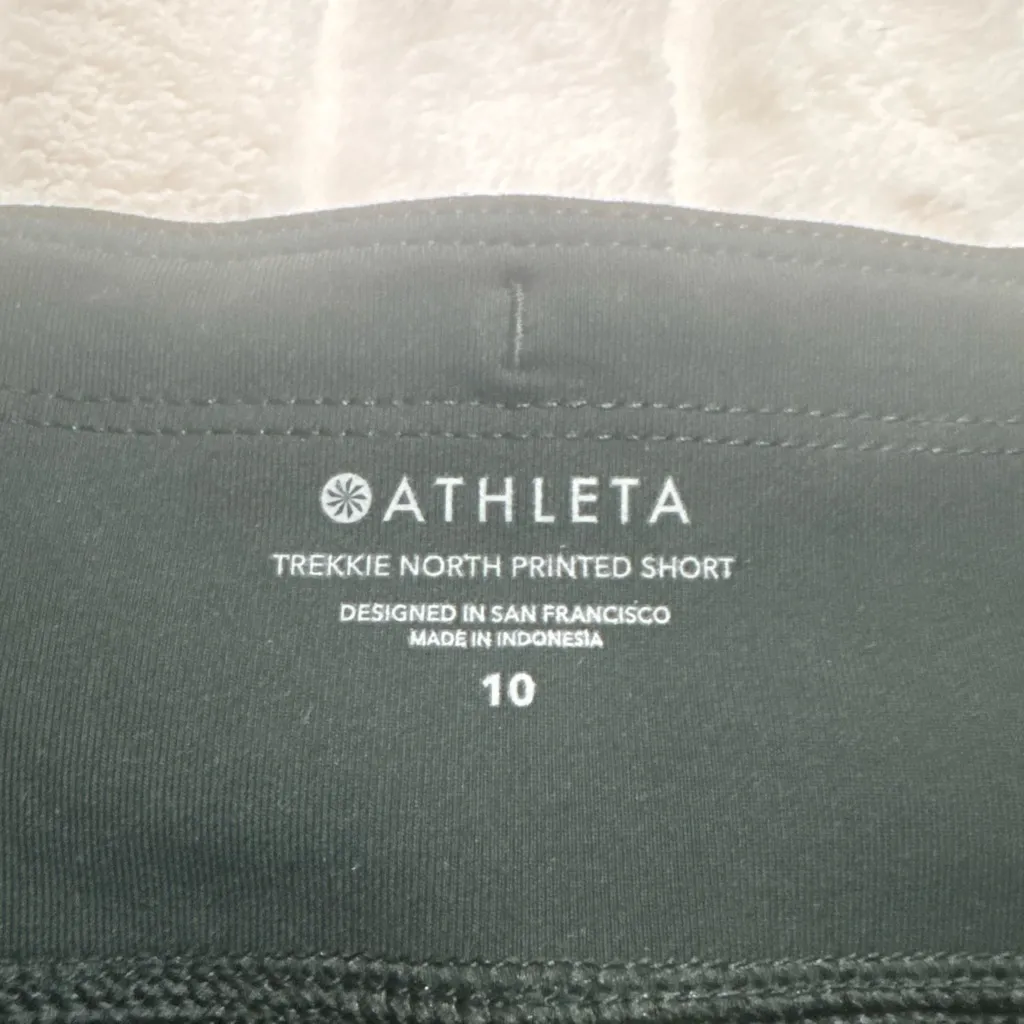 ATHLETA
TREKKIE NORTH PRINTED SHORT
DESIGNED IN SAN FRANCISCO
MADE IN INDONESIA
10